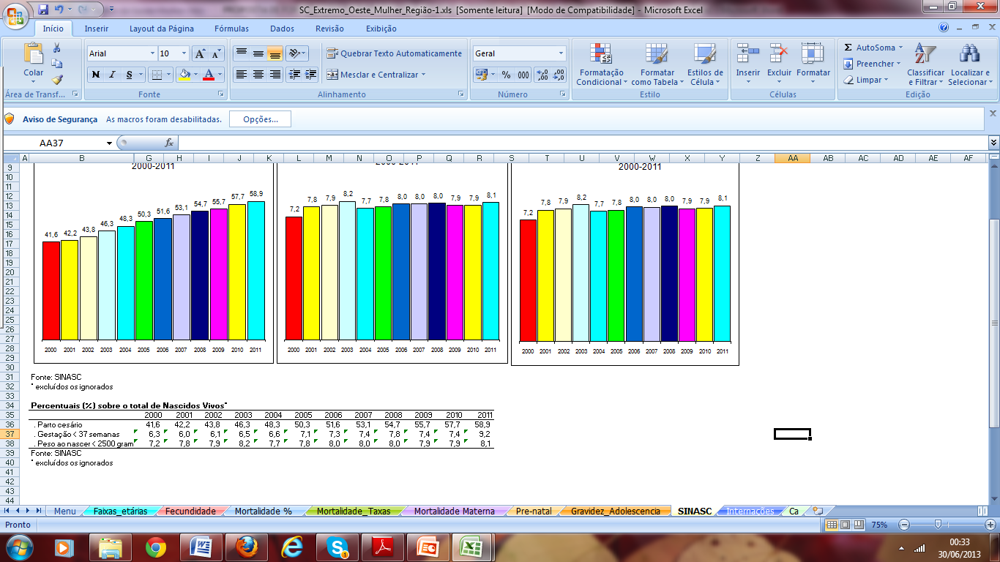 SC_Extremo_Oeste_Mulher_Região-1.xls [Somente leitura] [Modo de Compatibilidade] - Microsoft Excel
Início Inserir Layout da Página Fórmulas Dados Revisão Exibição
Colar Arial 10 Quebrar Texto Automaticamente Geral Formatação Condicional Formatar como Tabela Estilos de Célula Inserir Excluir Formatar AutoSoma Preencher Limpar Classificar e Filtrar Localizar e Selecionar
N I S A Mesclar e Centralizar % 000
Área de Transf... Fonte Alinhamento Número Estilo Células Edição
Aviso de Segurança As macros foram desabilitadas. Opções...
AA37 fx
A B G H I J K L M N O P Q R S T U V W X Y Z AA AB AC AD AE AF
9
10
11
12
13
14
15
16
17
18
19
20
21
22
23
24
25
26
27
28
29
30
31
32
33
34
35
36
37
38
39
40
41
42
43
44
2000-2011
41,6 42,2 43,8 46,3 48,3 50,3 51,6 53,1 54,7 55,7 57,7 58,9
2000 2001 2002 2003 2004 2005 2006 2007 2008 2009 2010 2011
2000-2011
7,2 7,8 7,9 8,2 7,7 7,8 8,0 8,0 8,0 7,9 7,9 8,1
2000 2001 2002 2003 2004 2005 2006 2007 2008 2009 2010 2011
2000-2011
7,2 7,8 7,9 8,2 7,7 7,8 8,0 8,0 8,0 7,9 7,9 8,1
2000 2001 2002 2003 2004 2005 2006 2007 2008 2009 2010 2011
Fonte: SINASC
* excluídos os ignorados
Percentuais (%) sobre o total de Nascidos Vivos*
2000 2001 2002 2003 2004 2005 2006 2007 2008 2009 2010 2011
. Parto cesário 41,6 42,2 43,8 46,3 48,3 50,3 51,6 53,1 54,7 55,7 57,7 58,9
. Gestação < 37 semanas 6,3 6,0 6,1 6,5 6,6 7,1 7,3 7,4 7,8 7,4 7,4 9,2
. Peso ao nascer < 2500 gram 7,2 7,8 7,9 8,2 7,7 7,8 8,0 8,0 8,0 7,9 7,9 8,1
Fonte: SINASC
* excluídos os ignorados
Menu Faixas_etárias Fecundidade Mortalidade % Mortalidade_Taxas Mortalidade Materna Pre-natal Gravidez_Adolescencia SINASC Internações Ca
Pronto 75%
00:33
30/06/2013